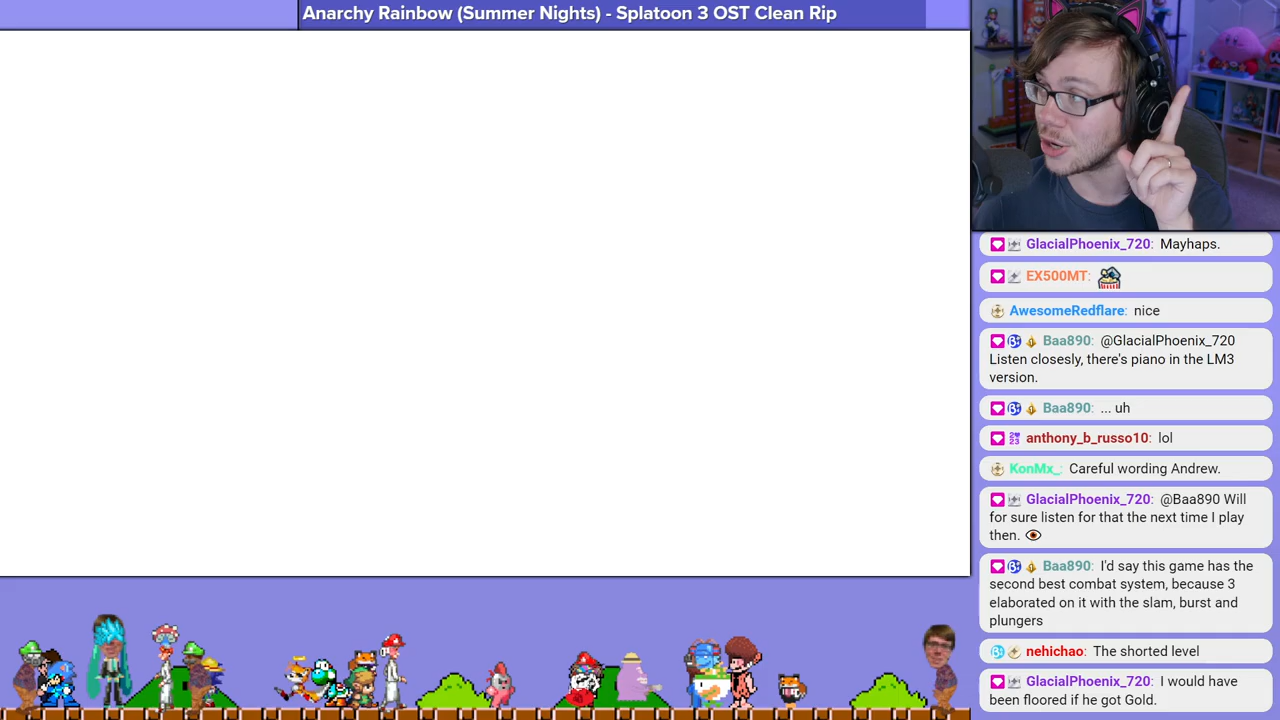 Anarchy Rainbow (Summer Nights) - Splatoon 3 OST Clean Rip
GlacialPhoenix_720: Mayhaps.
EX500MT:
AwesomeRedflare: nice
Baa890: @GlacialPhoenix_720
Listen closesly, there's piano in the LM3
version.
Baa890: ... uh
anthony_b_russo10: lol
KonMx_: Careful wording Andrew.
GlacialPhoenix_720: @Baa890 Will
for sure listen for that the next time I play
then. 👁
Baa890: I'd say this game has the
second best combat system, because 3
elaborated on it with the slam, burst and
plungers
nehichao: The shorted level
GlacialPhoenix_720: I would have
been floored if he got Gold.